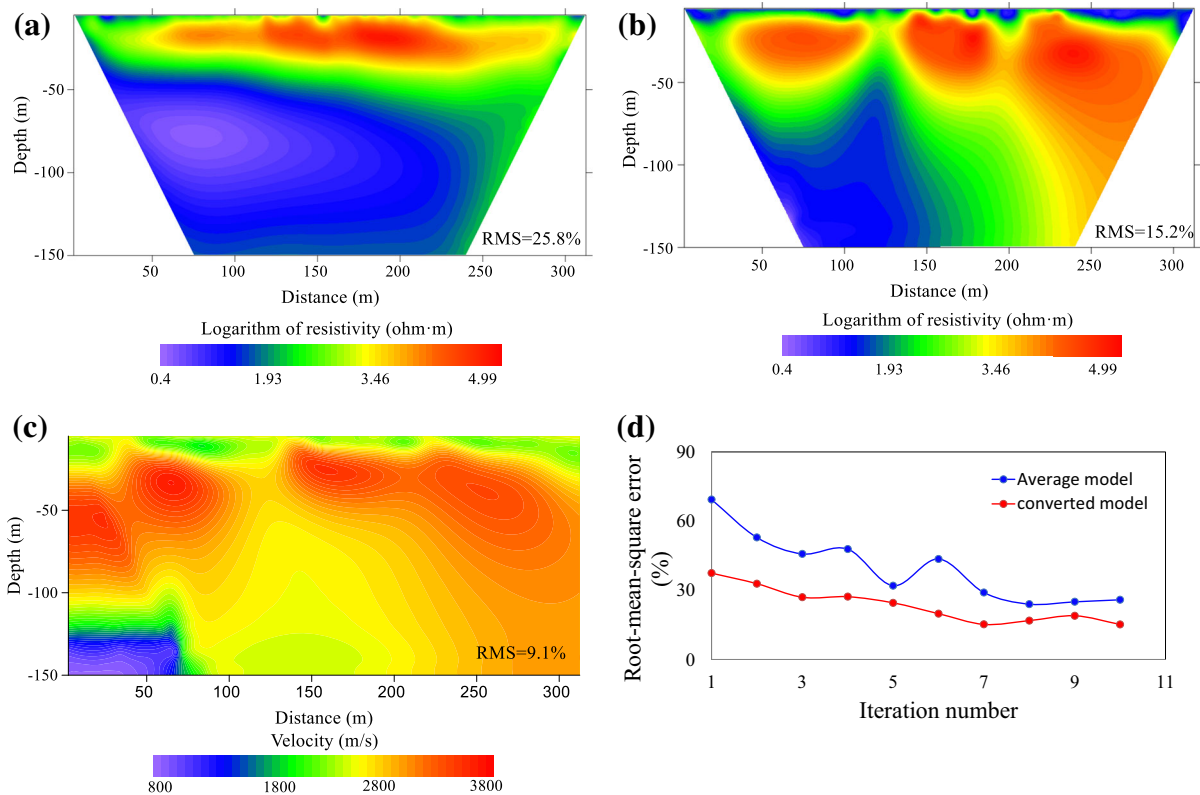 (a)
Depth (m)
-50
-100
-150
RMS=25.8%
50 100 150 200 250 300
Distance (m)
Logarithm of resistivity (ohm·m)
0.4 1.93 3.46 4.99
(b)
Depth (m)
-50
-100
-150
RMS=15.2%
50 100 150 200 250 300
Distance (m)
Logarithm of resistivity (ohm·m)
0.4 1.93 3.46 4.99
(c)
Depth (m)
-50
-100
-150
RMS=9.1%
50 100 150 200 250 300
Distance (m)
Velocity (m/s)
800 1800 2800 3800
(d)
Root-mean-square error
(%)
90
60
30
0
Average model
converted model
1 3 5 7 9 11
Iteration number